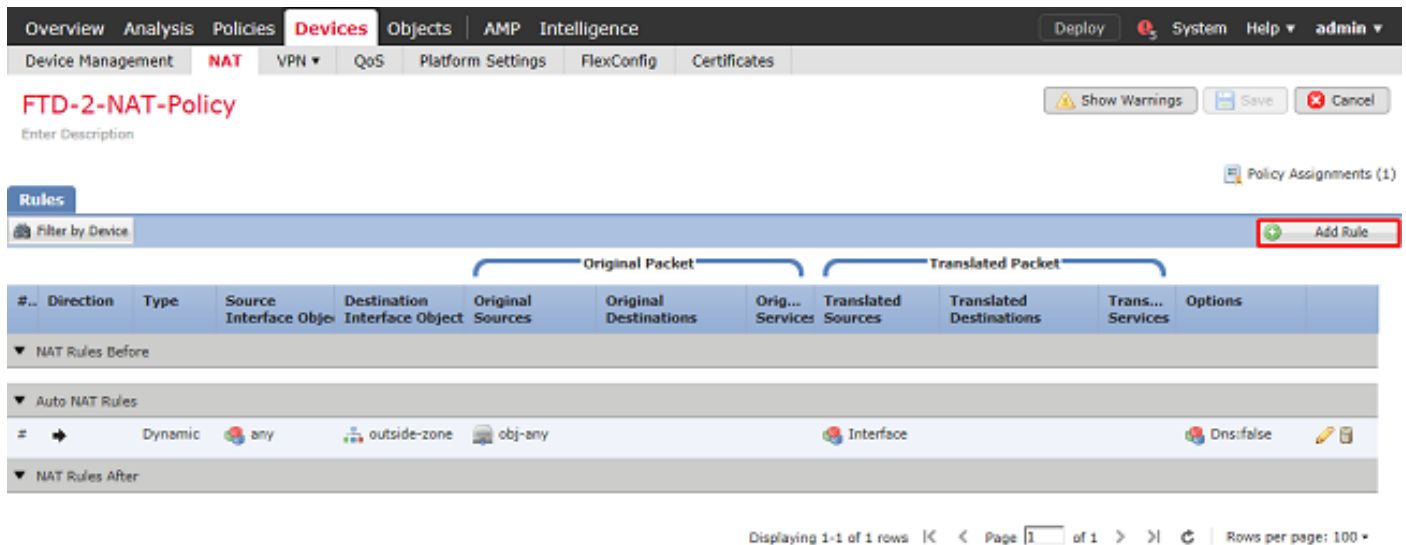 Overview Analysis Policies Devices Objects AMP Intelligence Deploy 5 System Help ▾ admin ▾
Device Management NAT VPN ▾ QoS Platform Settings FlexConfig Certificates
FTD-2-NAT-Policy Show Warnings Save Cancel
Enter Description
Policy Assignments (1)
Rules
Filter by Device Add Rule
Original Packet Translated Packet
#.. Direction Type Source Destination Original Original Orig... Translated Translated Trans... Options
Interface Objec Interface Object Sources Destinations Services Sources Destinations Services
▼ NAT Rules Before
▼ Auto NAT Rules
# Dynamic any outside-zone obj-any Interface Dns:false
▼ NAT Rules After
Displaying 1-1 of 1 rows |< < Page 1 of 1 > >| Rows per page: 100 ▾